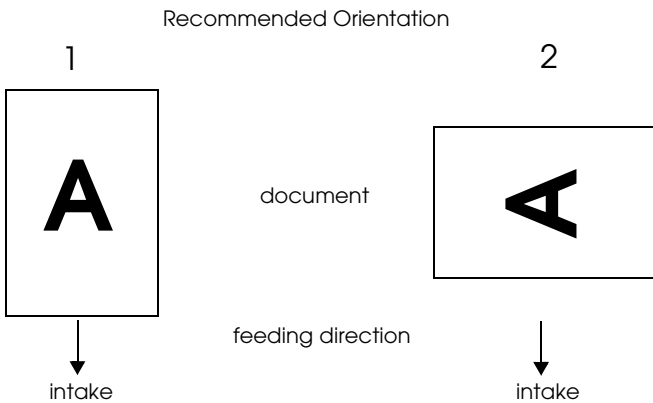 Recommended Orientation
1
2
A
document
A
feeding direction
intake
intake